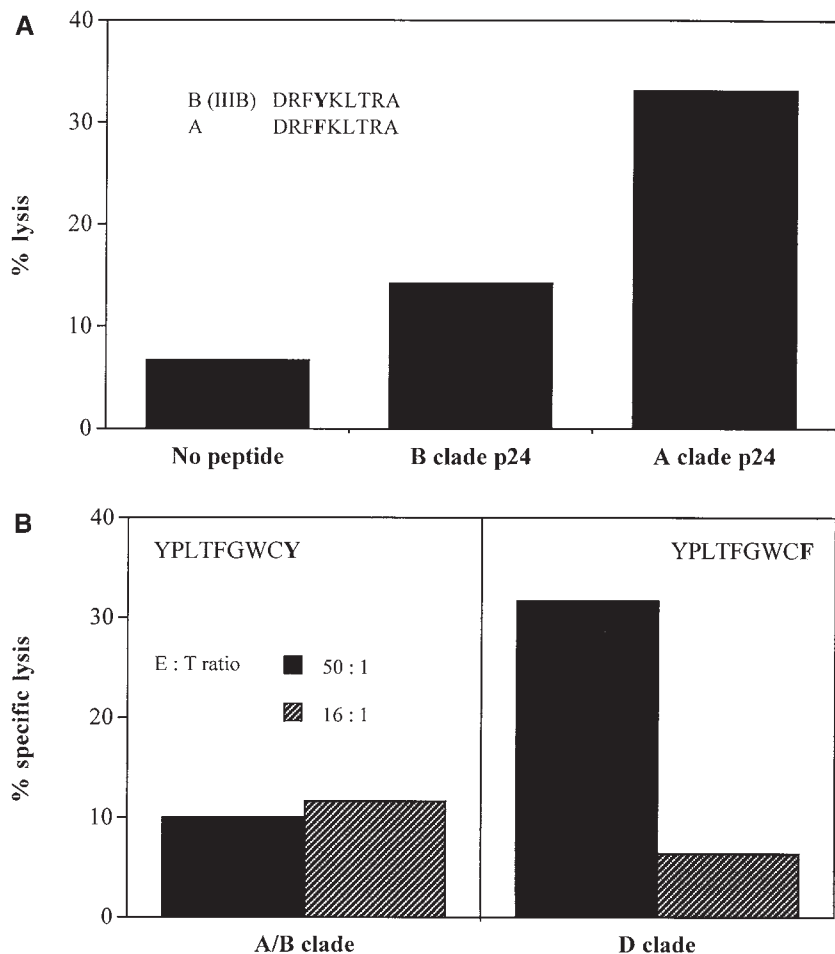 A
40
30
20
10
0
% lysis
B (IIIB) DRFYKLTRA
A DRFFKLTRA
No peptide
B clade p24
A clade p24
B
40
30
20
10
0
% specific lysis
YPLTFGWCY
YPLTFGWCF
E : T ratio
50 : 1
16 : 1
A/B clade
D clade